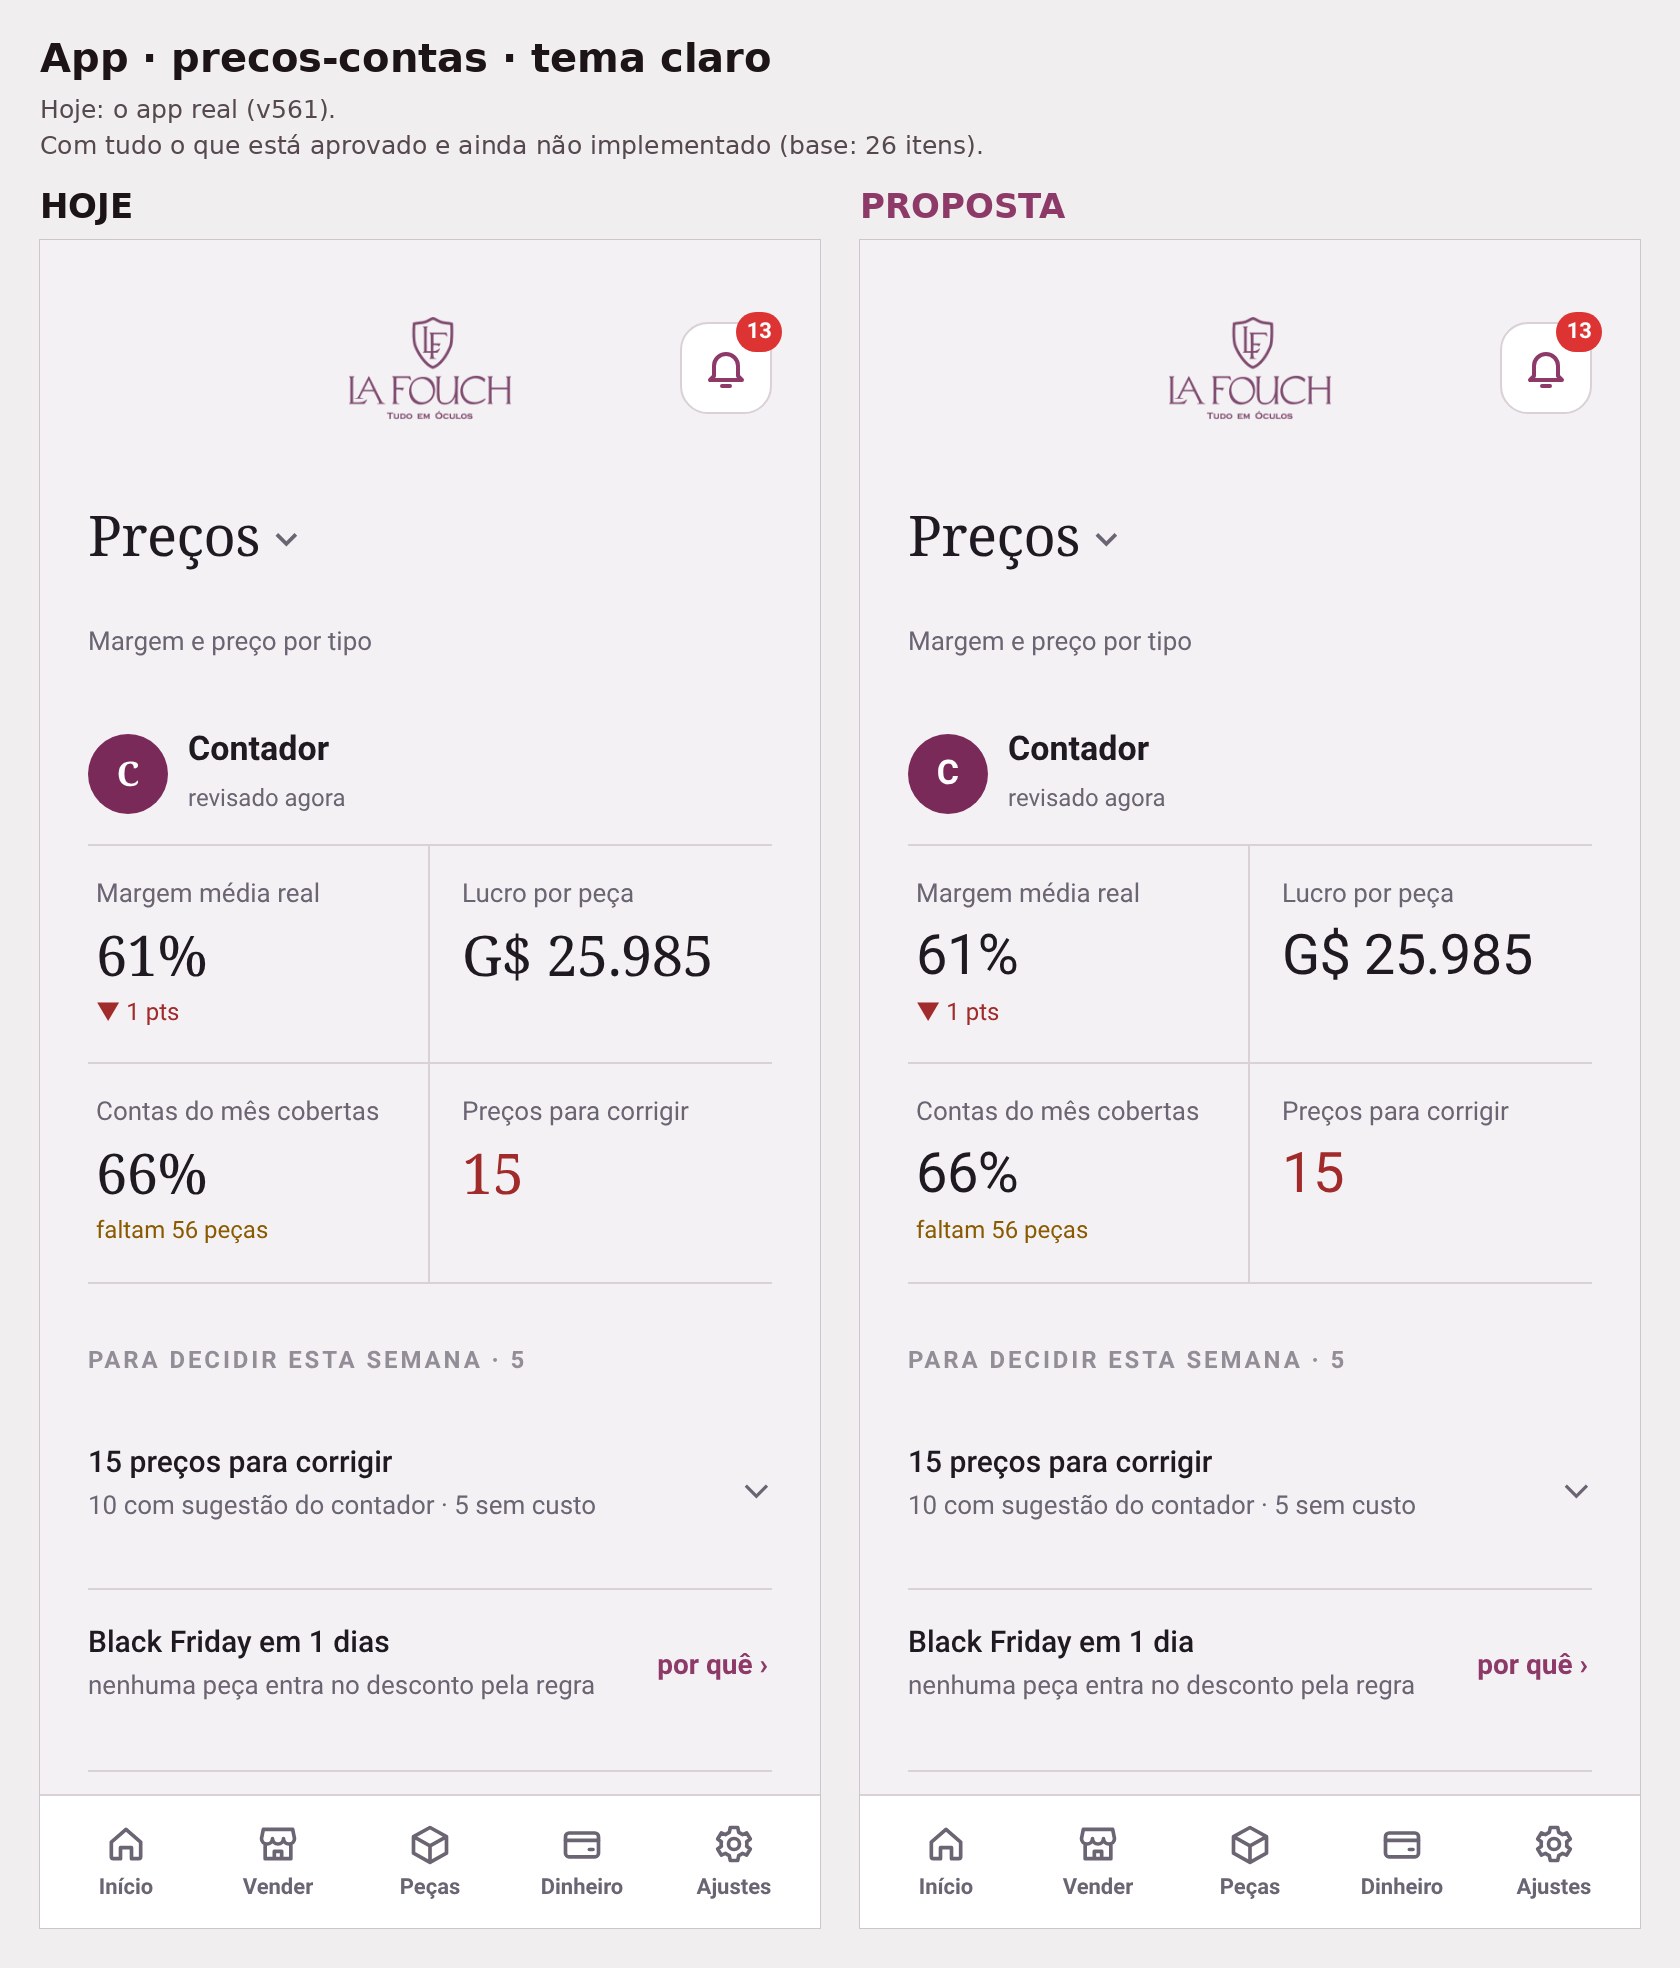 App · precos-contas · tema claro
Hoje: o app real (v561).
Com tudo o que está aprovado e ainda não implementado (base: 26 itens).
HOJE
LF
LA FOUCH
TUDO EM ÓCULOS
13
Preços
Margem e preço por tipo
C
Contador
revisado agora
Margem média real
61%
▼ 1 pts
Lucro por peça
G$ 25.985
Contas do mês cobertas
66%
faltam 56 peças
Preços para corrigir
15
PARA DECIDIR ESTA SEMANA · 5
15 preços para corrigir
10 com sugestão do contador · 5 sem custo
Black Friday em 1 dias
nenhuma peça entra no desconto pela regra
por quê ›
Início
Vender
Peças
Dinheiro
Ajustes
PROPOSTA
LF
LA FOUCH
TUDO EM ÓCULOS
13
Preços
Margem e preço por tipo
C
Contador
revisado agora
Margem média real
61%
▼ 1 pts
Lucro por peça
G$ 25.985
Contas do mês cobertas
66%
faltam 56 peças
Preços para corrigir
15
PARA DECIDIR ESTA SEMANA · 5
15 preços para corrigir
10 com sugestão do contador · 5 sem custo
Black Friday em 1 dia
nenhuma peça entra no desconto pela regra
por quê ›
Início
Vender
Peças
Dinheiro
Ajustes